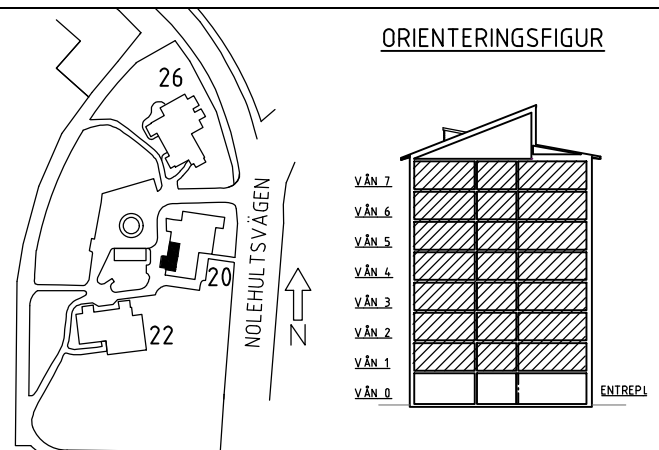 ORIENTERINGSFIGUR
26
20
22
NOLEHULTSVÄGEN
N
VÅN 7
VÅN 6
VÅN 5
VÅN 4
VÅN 3
VÅN 2
VÅN 1
VÅN 0
ENTREPL